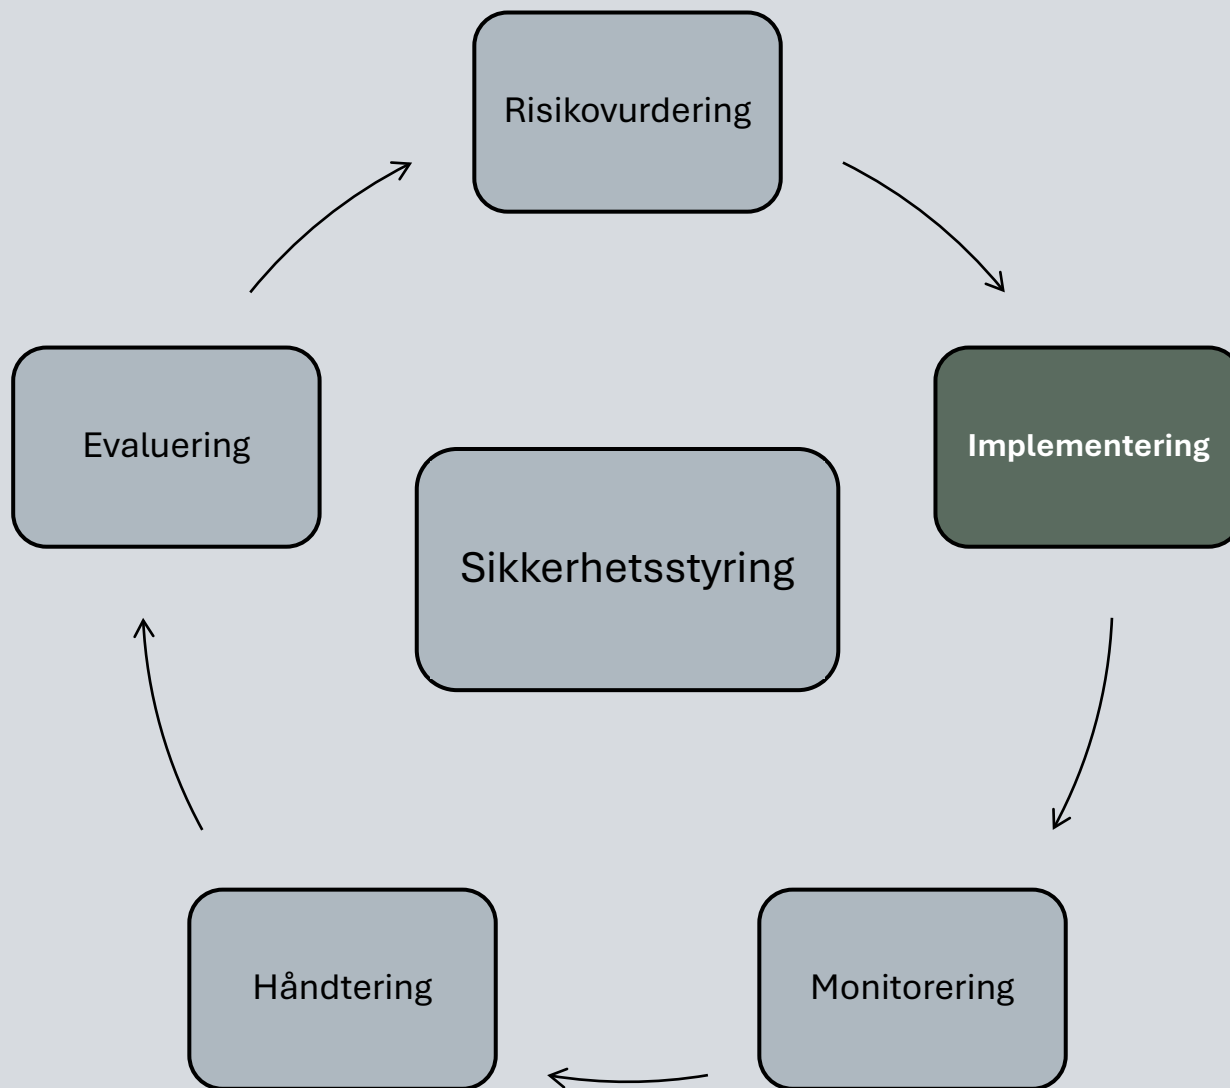 Risikovurdering
Evaluering
Implementering
Sikkerhetsstyring
Håndtering
Monitorering